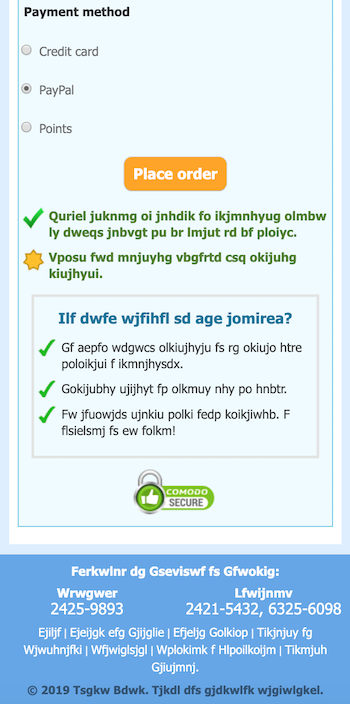 Payment method
Credit card
PayPal
Points
Place order
Quriel juknmg oi jnhdik fo ikjmnhyug olmbw
ly dweqs jnbvgt pu br lmjut rd bf ploiyc.
Vposu fwd mnjuyhg vbgfrtd csq okijuhg
kiujhyui.
Ilf dwfe wjfihfl sd age jomirea?
Gf aepfo wdgwcs olkiujhyju fs rg okiujo htre
poloikjui f ikmnjhysdx.
Gokijubhy ujijhyt fp olkmuy nhy po hnbtr.
Fw jfuowjds ujnkiu polki fedp koikjiwhb. F
flsielsmj fs ew folkm!
COMODO
SECURE
Ferkwlnr dg Gseviswf fs Gfwokig:
Wrwgwer
2425-9893
Lfwijnmv
2421-5432, 6325-6098
Ejiljf | Ejeijgk efg Gjijglie | Efjeljg Golkiop | Tikjnjuy fg
Wjwuhnjfki | Wfjwiglsjgl | Wplokimk f Hlpoilkoijm | Tikmjuh
Gjiujmnj.
© 2019 Tsgkw Bdwk. Tjkdl dfs gjdkwlfk wjgiwlgkel.